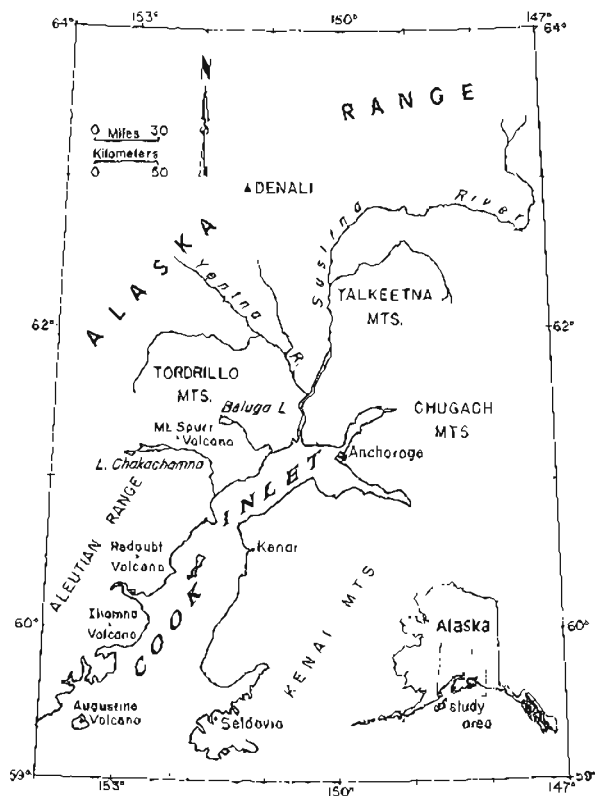 64° 153° 150° 147°
64°
N
RANGE
0 Miles 30
Kilometers
0 50
DENALI
Susitna River
ALASKA
Yentna R.
TALKEETNA
MTS.
62° 62°
TORDRILLO
MTS.
Baluga L
CHUGACH
MTS
Mt. Spurr
Volcano
Anchorage
L. Chakachamna
COOK INLET
ALEUTIAN RANGE
Redoubt
Volcano
Kenai
KENAI MTS
Iliamna
Volcano
60° 60°
Alaska
study
area
Augustine
Volcano
Seldovia
59° 59°
153° 150° 147°